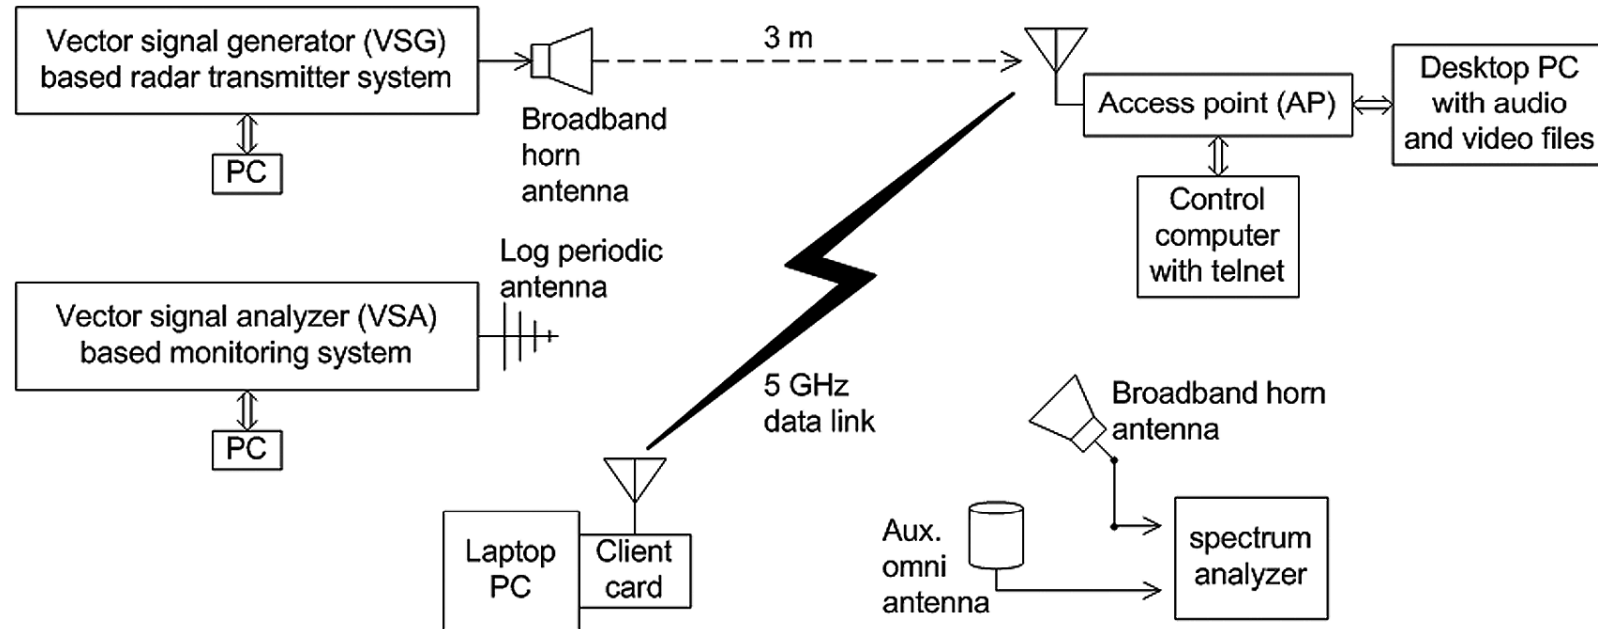 Vector signal generator (VSG)
based radar transmitter system
PC
Broadband
horn
antenna
3 m
Access point (AP)
Desktop PC
with audio
and video files
Control
computer
with telnet
Log periodic
antenna
Vector signal analyzer (VSA)
based monitoring system
PC
5 GHz
data link
Laptop
PC
Client
card
Broadband horn
antenna
Aux.
omni
antenna
spectrum
analyzer